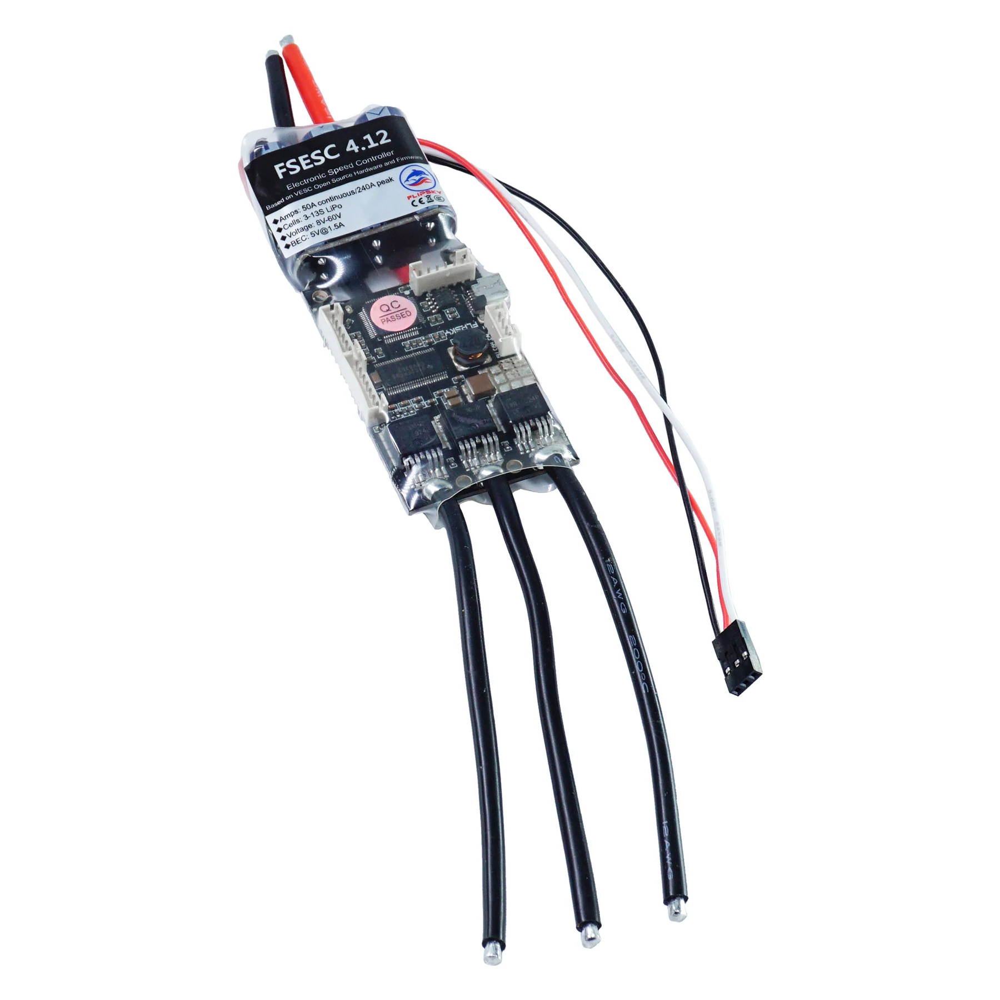 FSESC 4.12
Electronic Speed Controller
Based on VESC Open Source Hardware and Firmware
◆Amps: 50A continuous/240A peak
◆Cells: 3-13S LiPo
◆Voltage: 8V-60V
◆BEC: 5V@1.5A
FLIPSKY
CE
QC
PASSED
FLIPSKY
12AWG 200°C
12AWG